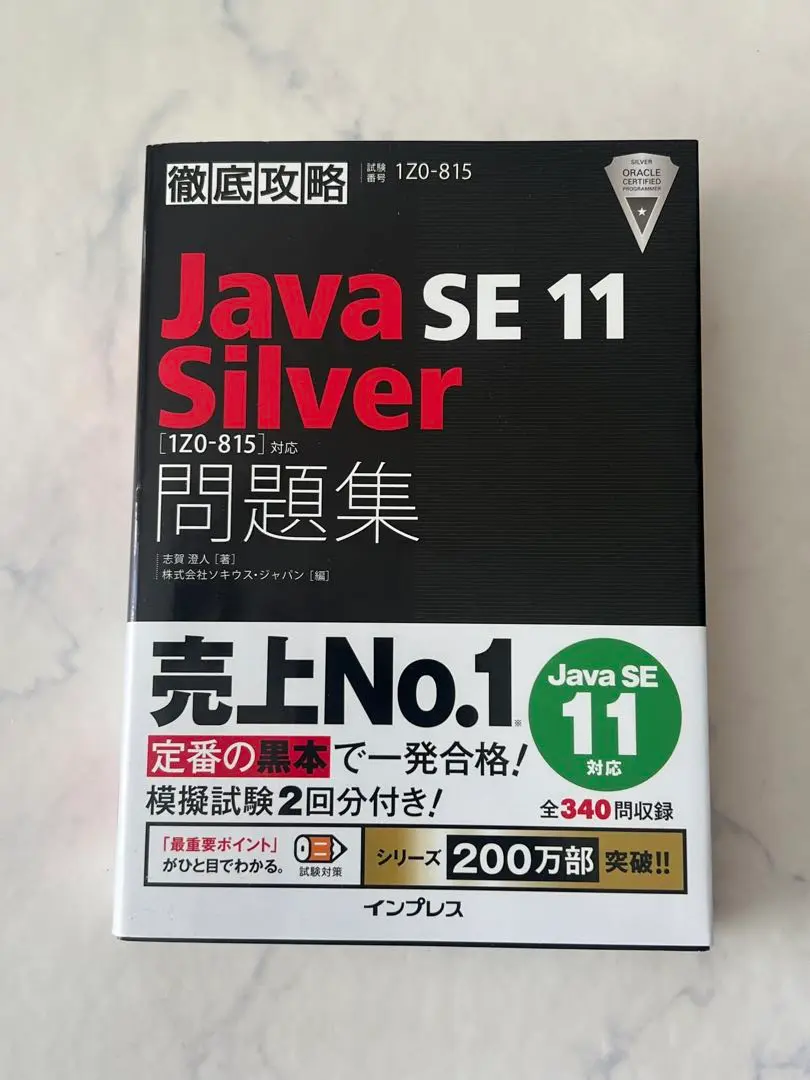 徹底攻略
試験番号 1Z0-815
SILVER
ORACLE
CERTIFIED
PROGRAMMER
Java SE 11
Silver
[1Z0-815]対応
問題集
志賀 澄人［著］
株式会社ソキウス・ジャパン［編］
売上No.1※
定番の黒本で一発合格!
模擬試験2回分付き!
Java SE
11
対応
全340問収録
「最重要ポイント」
がひと目でわかる。
試験対策
シリーズ 200万部 突破!!
インプレス